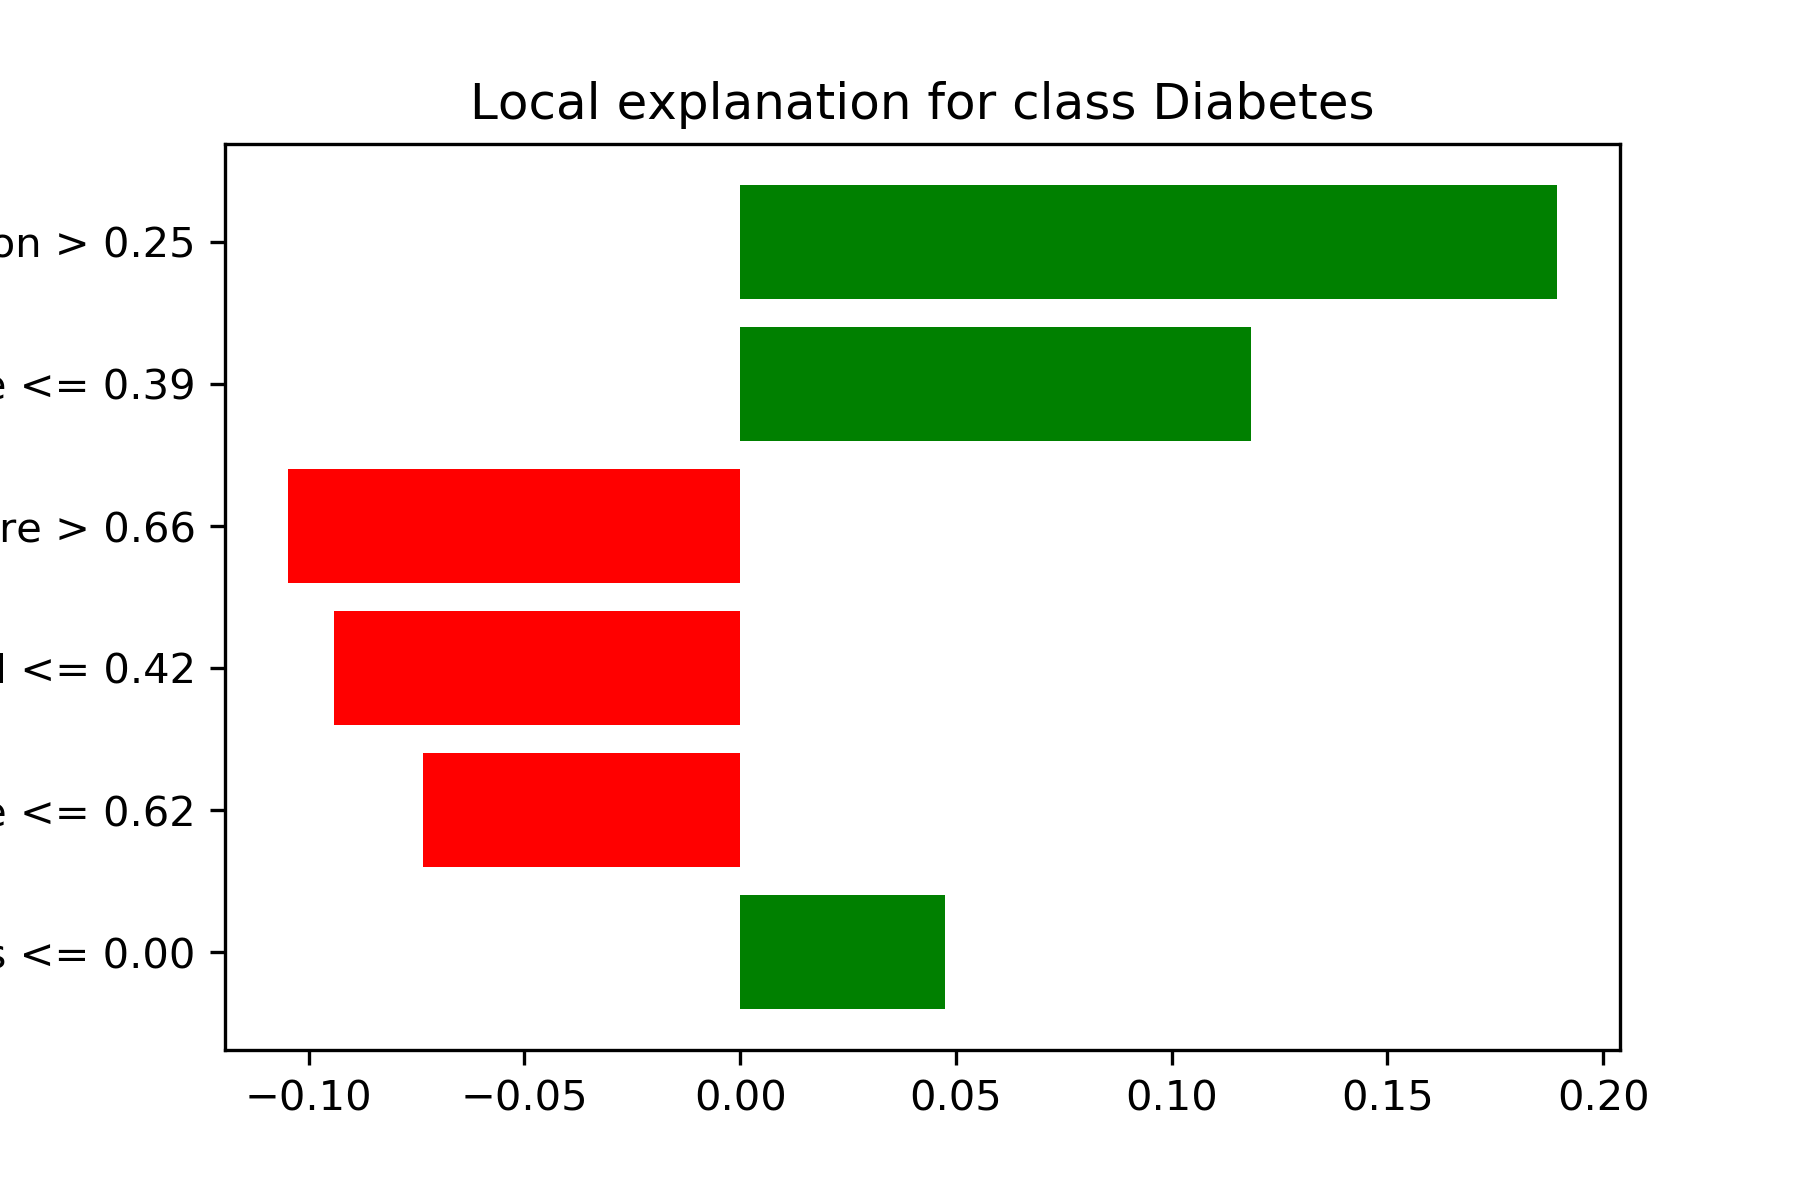 Local explanation for class Diabetes
on > 0.25
e <= 0.39
re > 0.66
<= 0.42
e <= 0.62
s <= 0.00
−0.10 −0.05 0.00 0.05 0.10 0.15 0.20